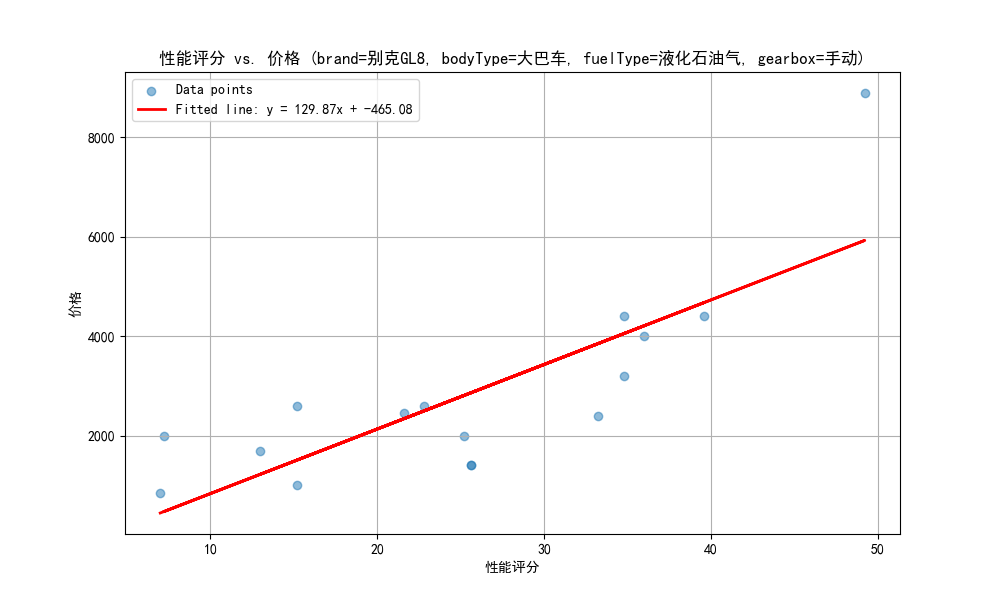 性能评分 vs. 价格 (brand=别克GL8, bodyType=大巴车, fuelType=液化石油气, gearbox=手动)
Data points
Fitted line: y = 129.87x + -465.08
8000
6000
4000
2000
价格
10
20
30
40
50
性能评分